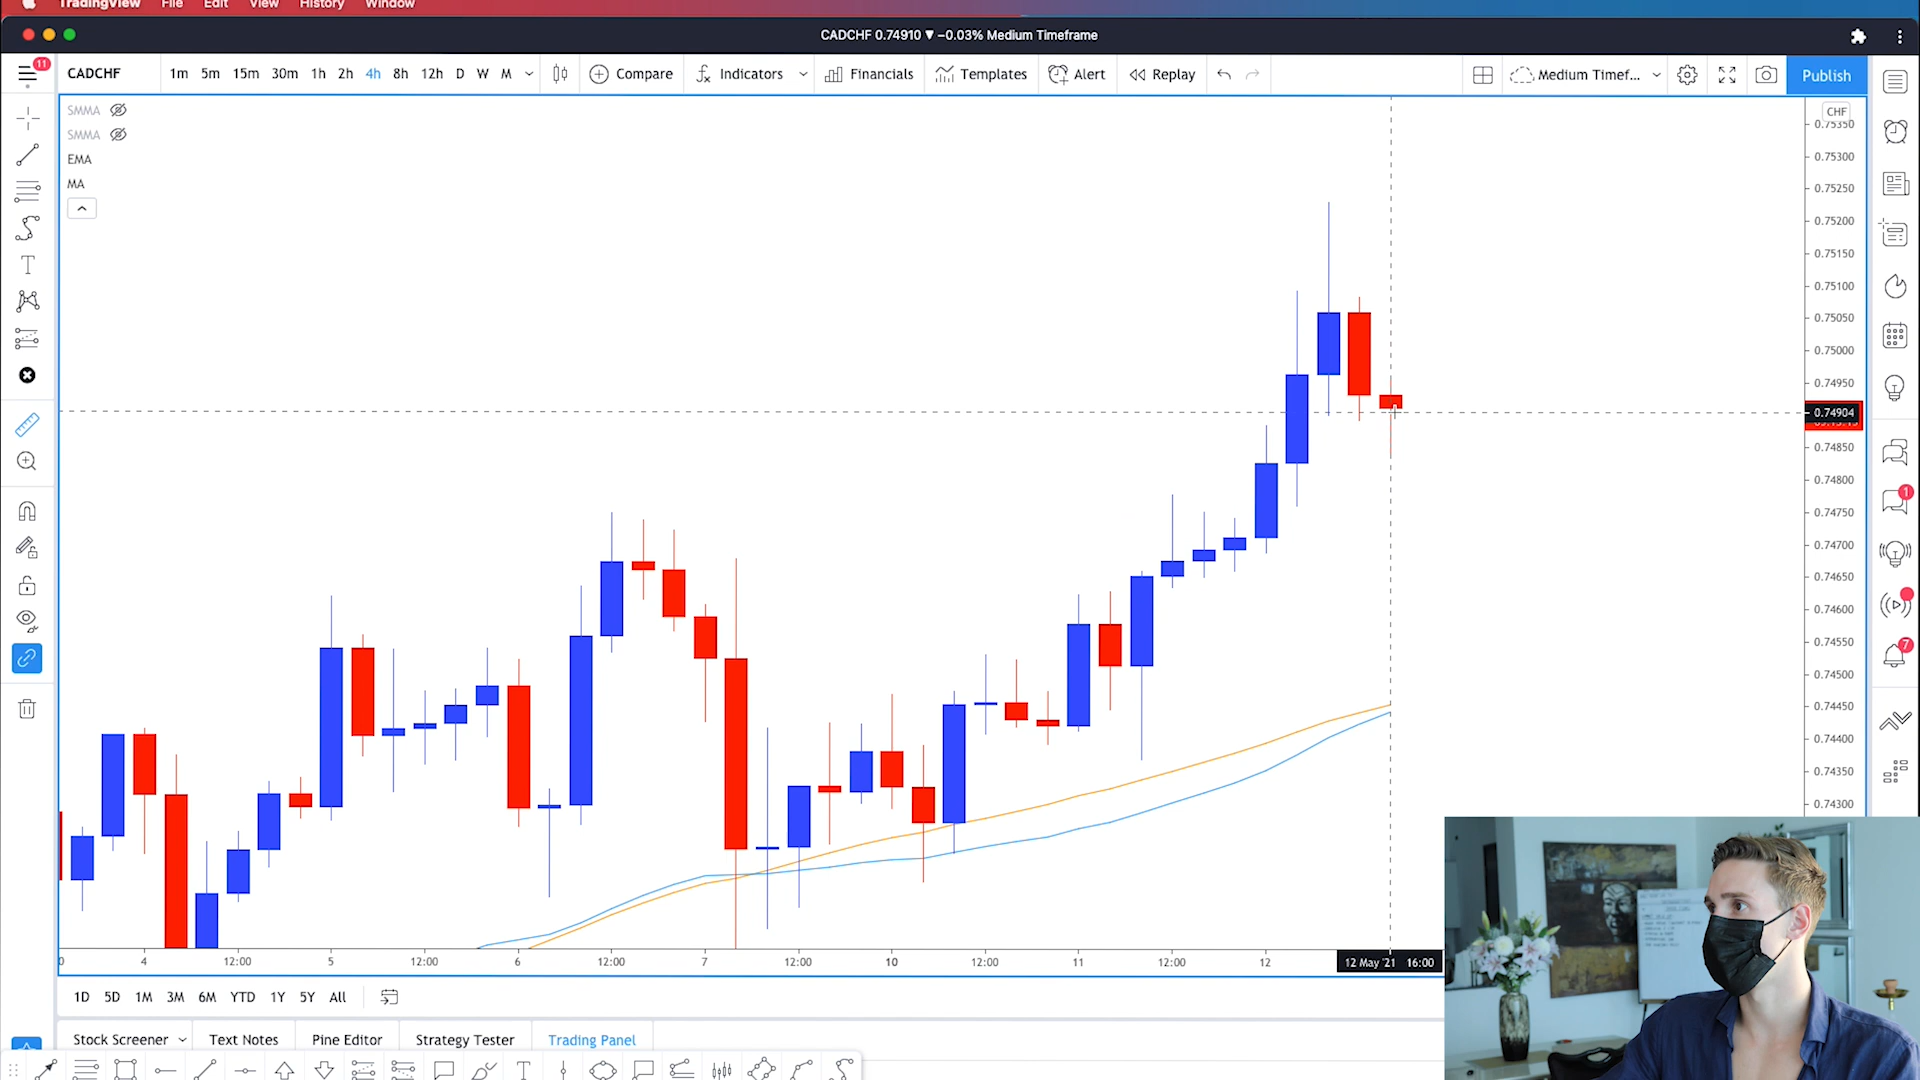 TradingView File Edit View History Window
CADCHF 0.74910 ▼ −0.03% Medium Timeframe
11
CADCHF 1m 5m 15m 30m 1h 2h 4h 8h 12h D W M Compare Indicators Financials Templates Alert Replay Medium Timef... Publish
SMMA
SMMA
EMA
MA
CHF
0.75350
0.75300
0.75250
0.75200
0.75150
0.75100
0.75050
0.75000
0.74950
0.74904
0.74850
0.74800
0.74750
0.74700
0.74650
0.74600
0.74550
0.74500
0.74450
0.74400
0.74350
0.74300
1
7
4 12:00 5 12:00 6 12:00 7 12:00 10 12:00 11 12:00 12 12 May '21 16:00
1D 5D 1M 3M 6M YTD 1Y 5Y All
Stock Screener Text Notes Pine Editor Strategy Tester Trading Panel